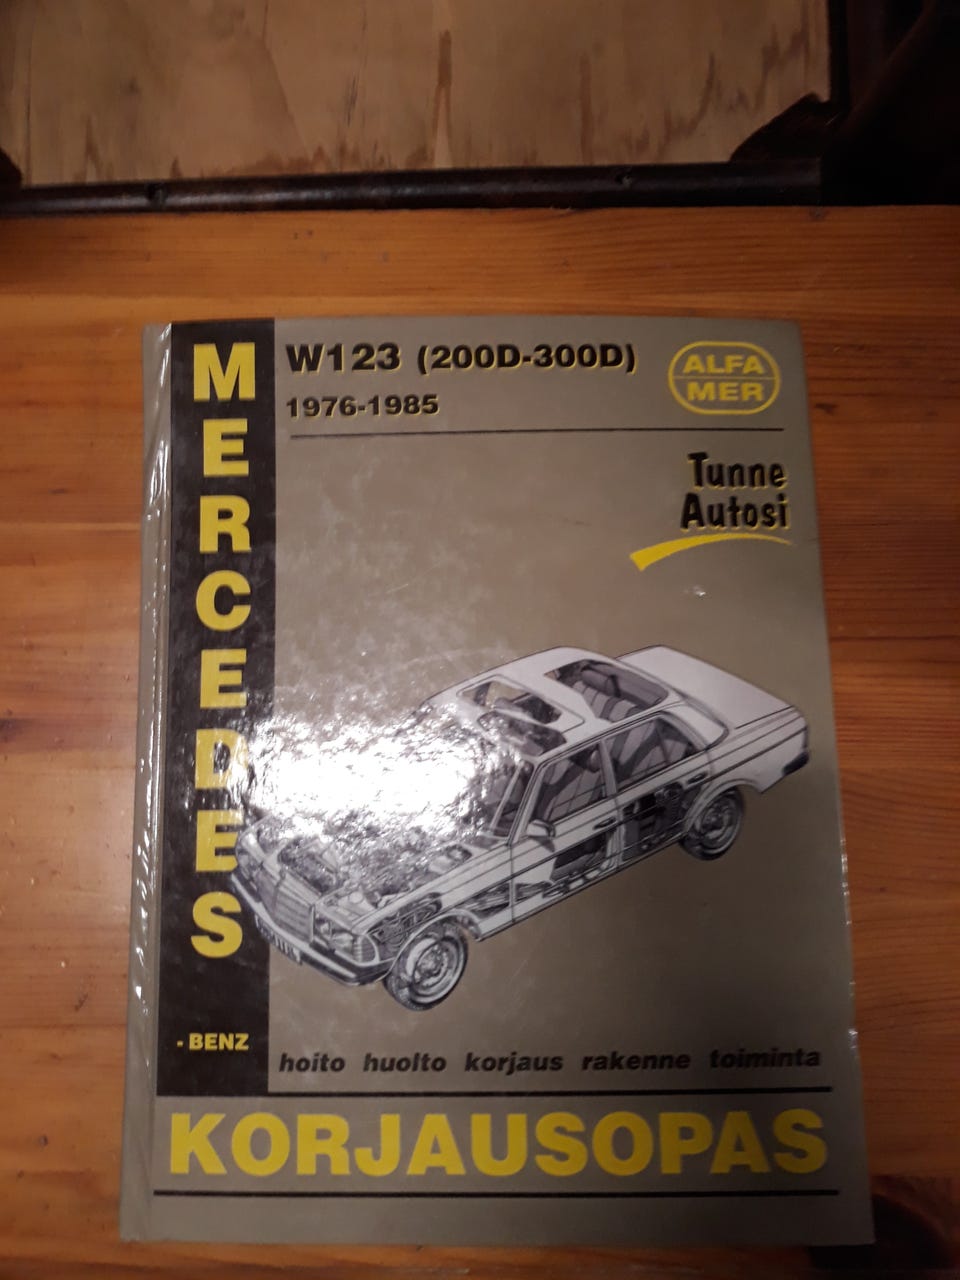 MERCEDES
-BENZ
W123 (200D-300D)
1976-1985
ALFA
MER
Tunne
Autosi
hoito huolto korjaus rakenne toiminta
KORJAUSOPAS